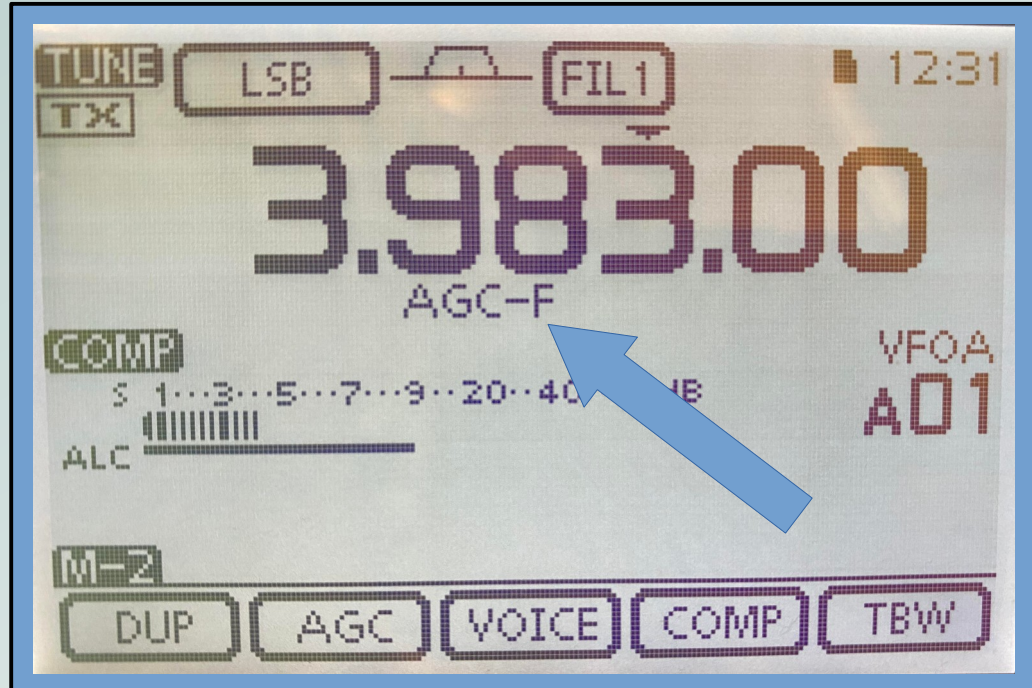 TUNE LSB FIL1 12:31
TX
3.983.00
AGC-F
COMP VFOA
S 1···3···5···7···9··20··40 A01
ALC
M-2
DUP AGC VOICE COMP TBW